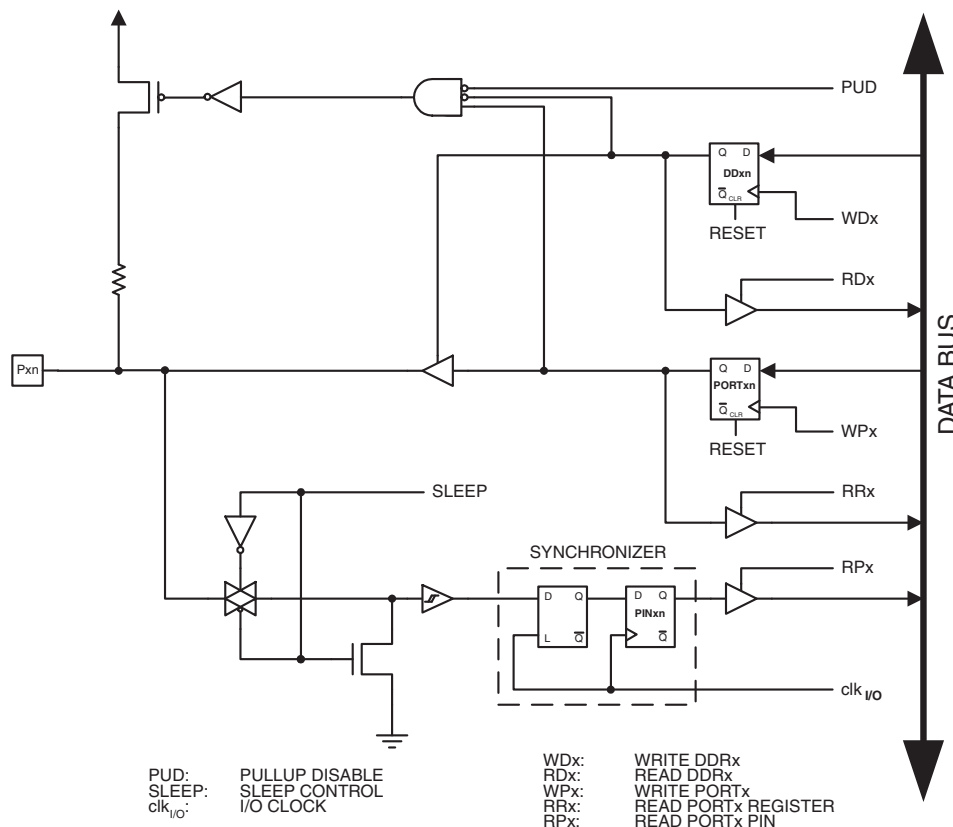 PUD
Q D
DDxn
Q CLR
WDx
RESET
RDx
Pxn
Q D
PORTxn
Q CLR
WPx
RESET
DATA BUS
SLEEP
RRx
SYNCHRONIZER
RPx
D Q
L Q
D Q
PINxn
Q
clk I/O
PUD: PULLUP DISABLE
SLEEP: SLEEP CONTROL
clkI/O: I/O CLOCK
WDx: WRITE DDRx
RDx: READ DDRx
WPx: WRITE PORTx
RRx: READ PORTx REGISTER
RPx: READ PORTx PIN